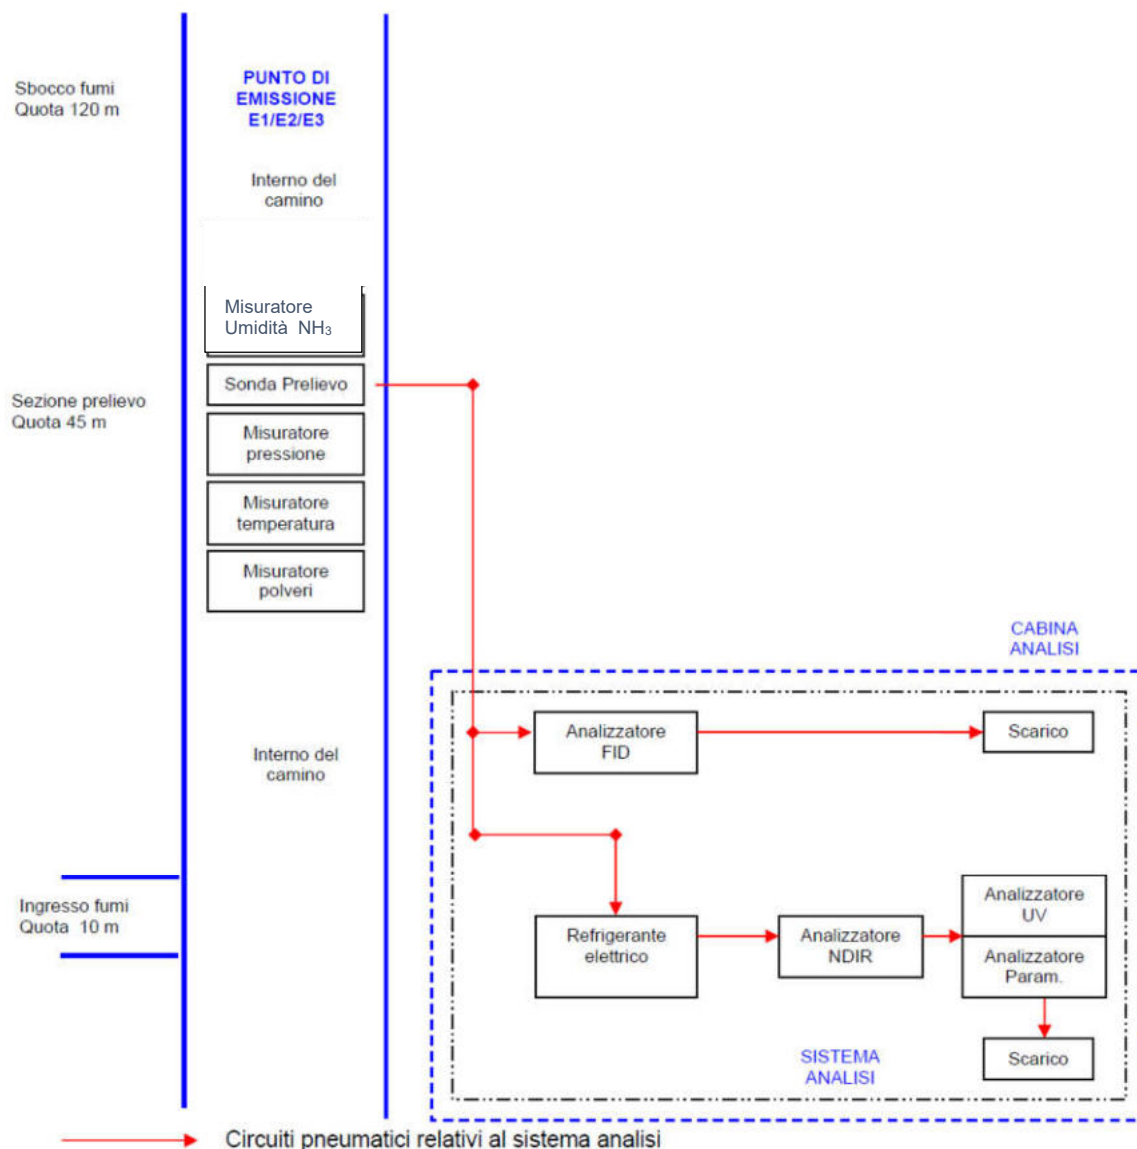 Sbocco fumi
Quota 120 m
PUNTO DI
EMISSIONE
E1/E2/E3
Interno del
camino
Misuratore
Umidità NH₃
Sonda Prelievo
Sezione prelievo
Quota 45 m
Misuratore
pressione
Misuratore
temperatura
Misuratore
polveri
CABINA
ANALISI
Analizzatore
FID
Scarico
Interno del
camino
Ingresso fumi
Quota 10 m
Refrigerante
elettrico
Analizzatore
NDIR
Analizzatore
UV
Analizzatore
Param.
Scarico
SISTEMA
ANALISI
Circuiti pneumatici relativi al sistema analisi